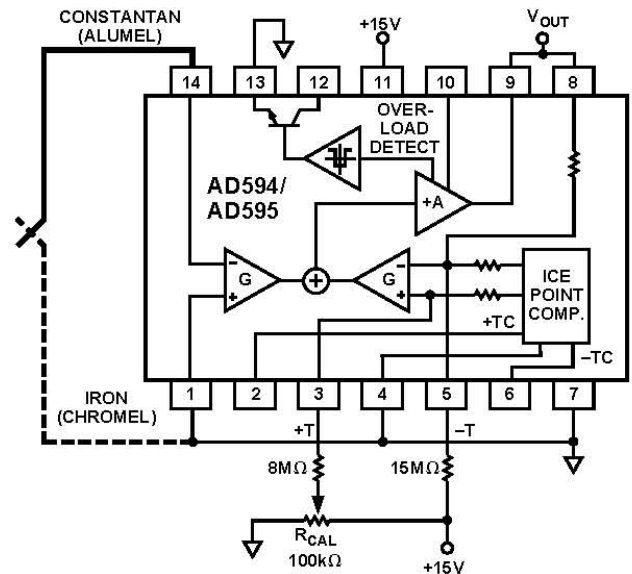 CONSTANTAN
(ALUMEL)
+15V
VOUT
14 13 12 11 10 9 8
OVER-
LOAD
DETECT
AD594/
AD595
+A
G
G
–
+
–
+
ICE
POINT
COMP.
+TC
–TC
IRON
(CHROMEL)
1 2 3 4 5 6 7
+T
–T
8MΩ
15MΩ
RCAL
100kΩ
+15V